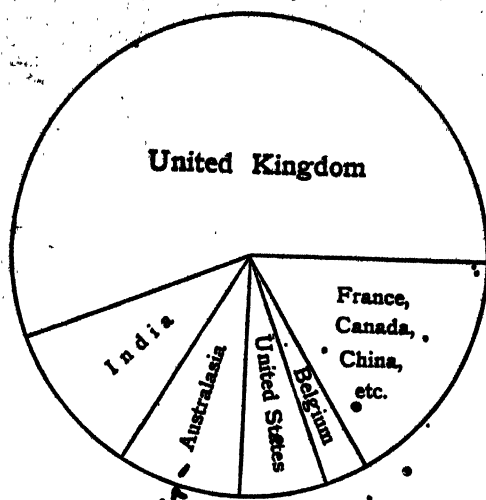 United Kingdom
France,
Canada,
China,
etc.
India
Australasia
United States
Belgium